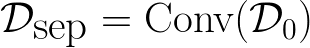 𝒟_sep = Conv(𝒟_0)